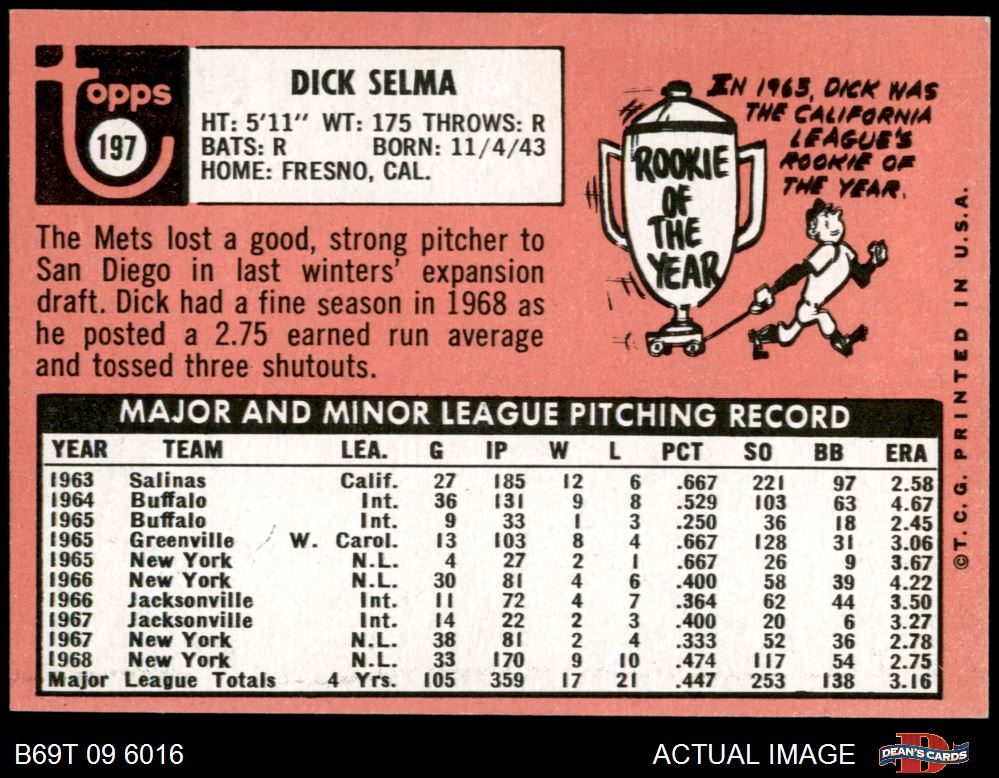 topps
197
DICK SELMA
HT: 5'11" WT: 175 THROWS: R
BATS: R BORN: 11/4/43
HOME: FRESNO, CAL.
The Mets lost a good, strong pitcher to
San Diego in last winters' expansion
draft. Dick had a fine season in 1968 as
he posted a 2.75 earned run average
and tossed three shutouts.
IN 1963, DICK WAS
THE CALIFORNIA
LEAGUE'S
ROOKIE OF
THE YEAR.
ROOKIE
OF
THE
YEAR
MAJOR AND MINOR LEAGUE PITCHING RECORD
YEAR TEAM LEA. G IP W L PCT SO BB ERA
1963 Salinas Calif. 27 185 12 6 .667 221 97 2.58
1964 Buffalo Int. 36 131 9 8 .529 103 63 4.67
1965 Buffalo Int. 9 33 1 3 .250 36 18 2.45
1965 Greenville W. Carol. 13 103 8 4 .667 128 31 3.06
1965 New York N.L. 4 27 2 1 .667 26 9 3.67
1966 New York N.L. 30 81 4 6 .400 58 39 4.22
1966 Jacksonville Int. 11 72 4 7 .364 62 44 3.50
1967 Jacksonville Int. 14 22 2 3 .400 20 6 3.27
1967 New York N.L. 38 81 2 4 .333 52 36 2.78
1968 New York N.L. 33 170 9 10 .474 117 54 2.75
Major League Totals 4 Yrs. 105 359 17 21 .447 253 138 3.16
©T. C. G. PRINTED IN U.S.A.
B69T 09 6016
ACTUAL IMAGE
DEAN'S CARDS